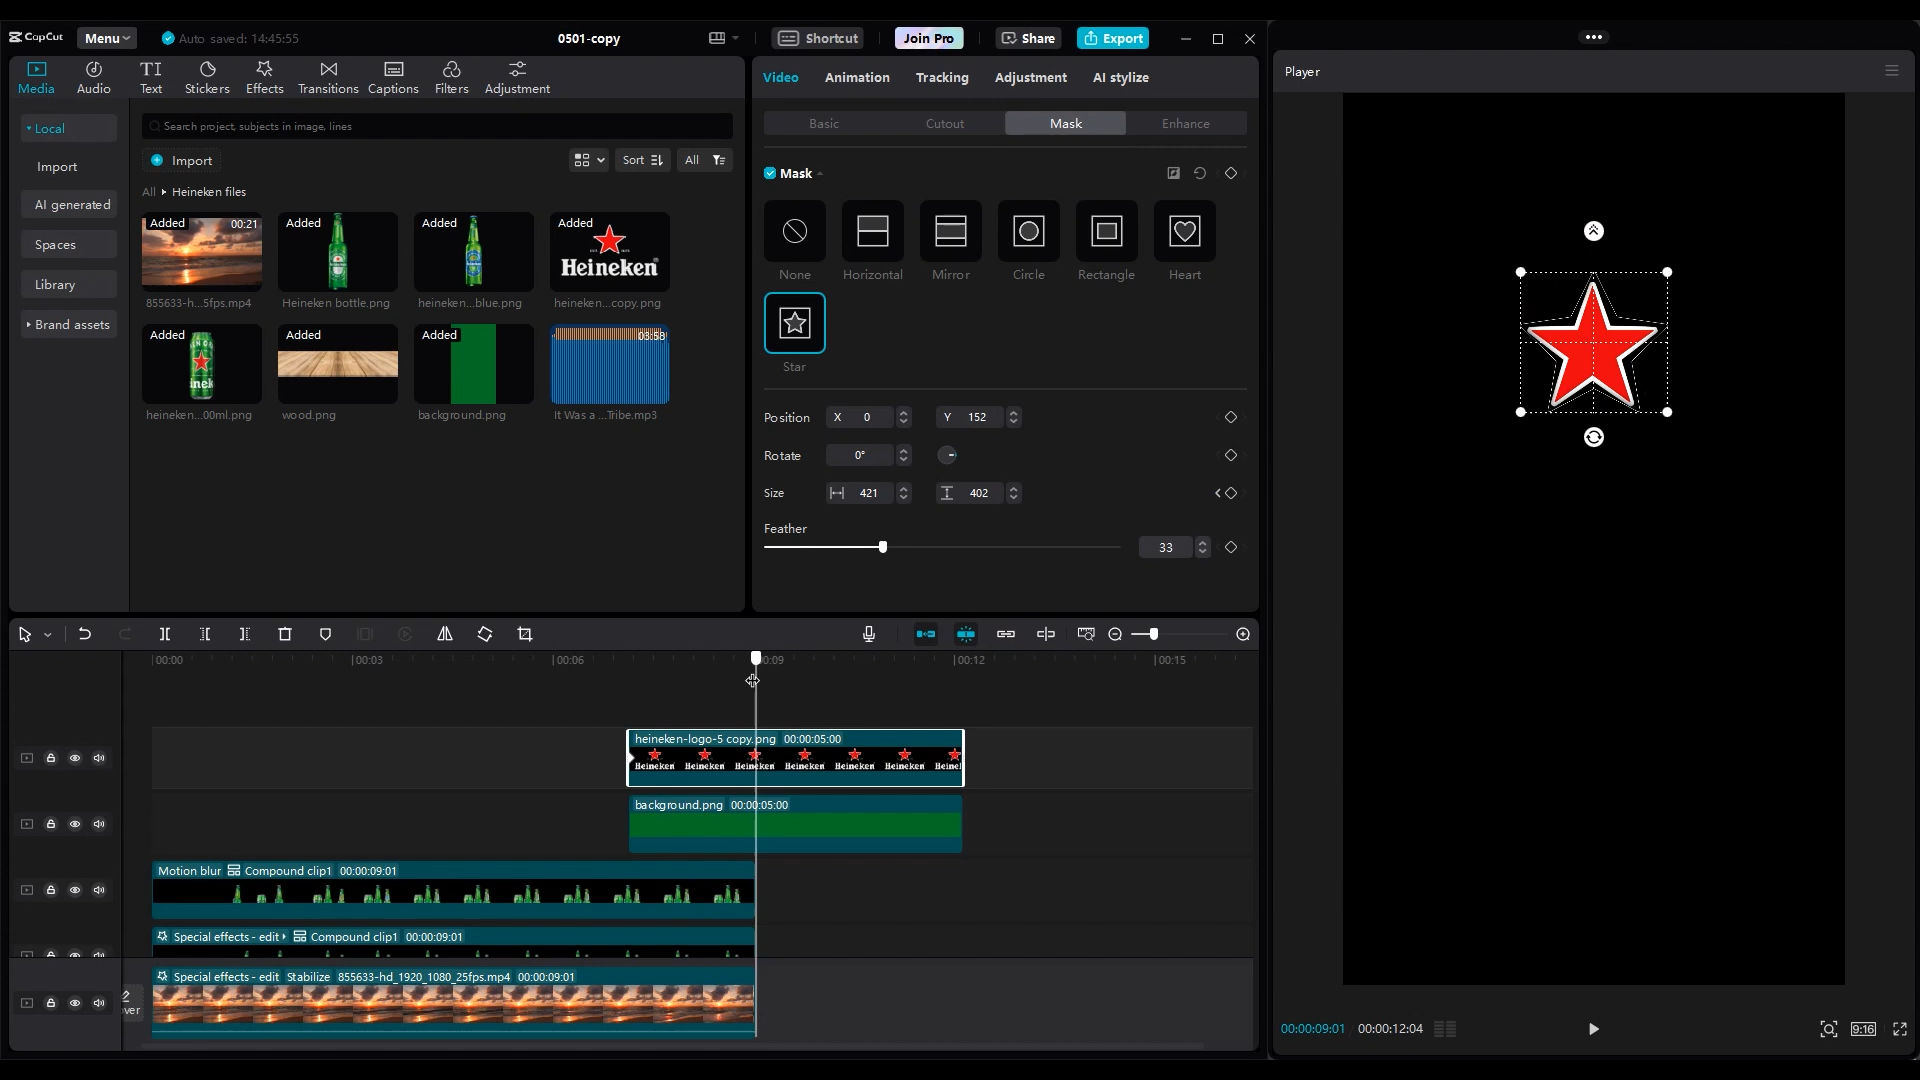 CapCut
Menu
Auto saved: 14:45:55
0501-copy
Shortcut
Join Pro
Share
Export
Media
Audio
Text
Stickers
Effects
Transitions
Captions
Filters
Adjustment
Local
Import
AI generated
Spaces
Library
Brand assets
Search project, subjects in image, lines
Import
Sort
All
All
Heineken files
Added
00:21
Added
Added
Added
Heineken
855633-h...5fps.mp4
Heineken bottle.png
heineken...blue.png
heineken...copy.png
Added
Added
Added
03:58
heineken...00ml.png
wood.png
background.png
It Was a ...Tribe.mp3
Video
Animation
Tracking
Adjustment
AI stylize
Basic
Cutout
Mask
Enhance
Mask
None
Horizontal
Mirror
Circle
Rectangle
Heart
Star
Position
X 0
Y 152
Rotate
0°
Size
421
402
Feather
33
Player
00:00:09:01
00:00:12:04
9:16
00:00
00:03
00:06
00:09
00:12
00:15
heineken-logo-5 copy.png 00:00:05:00
Heineken Heineken Heineken Heineken Heineken Heineken Heinel
background.png 00:00:05:00
Motion blur Compound clip1 00:00:09:01
Special effects - edit Compound clip1 00:00:09:01
Special effects - edit Stabilize 855633-hd_1920_1080_25fps.mp4 00:00:09:01
over